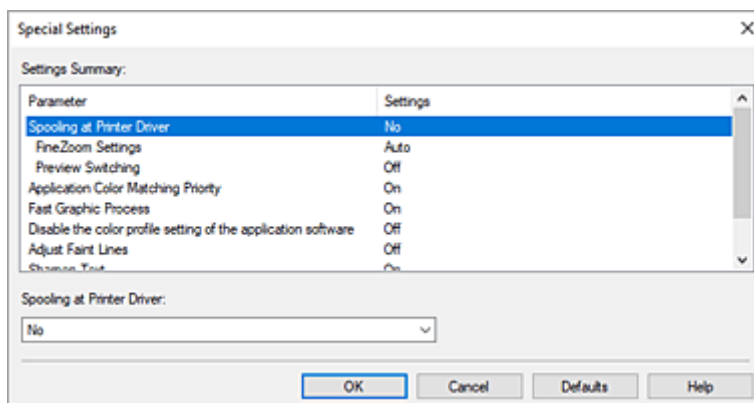 Special Settings
Settings Summary:
Parameter Settings
Spooling at Printer Driver No
FineZoom Settings Auto
Preview Switching Off
Application Color Matching Priority On
Fast Graphic Process On
Disable the color profile setting of the application software Off
Adjust Faint Lines Off
Sharpen Text On
Spooling at Printer Driver:
No
OK Cancel Defaults Help